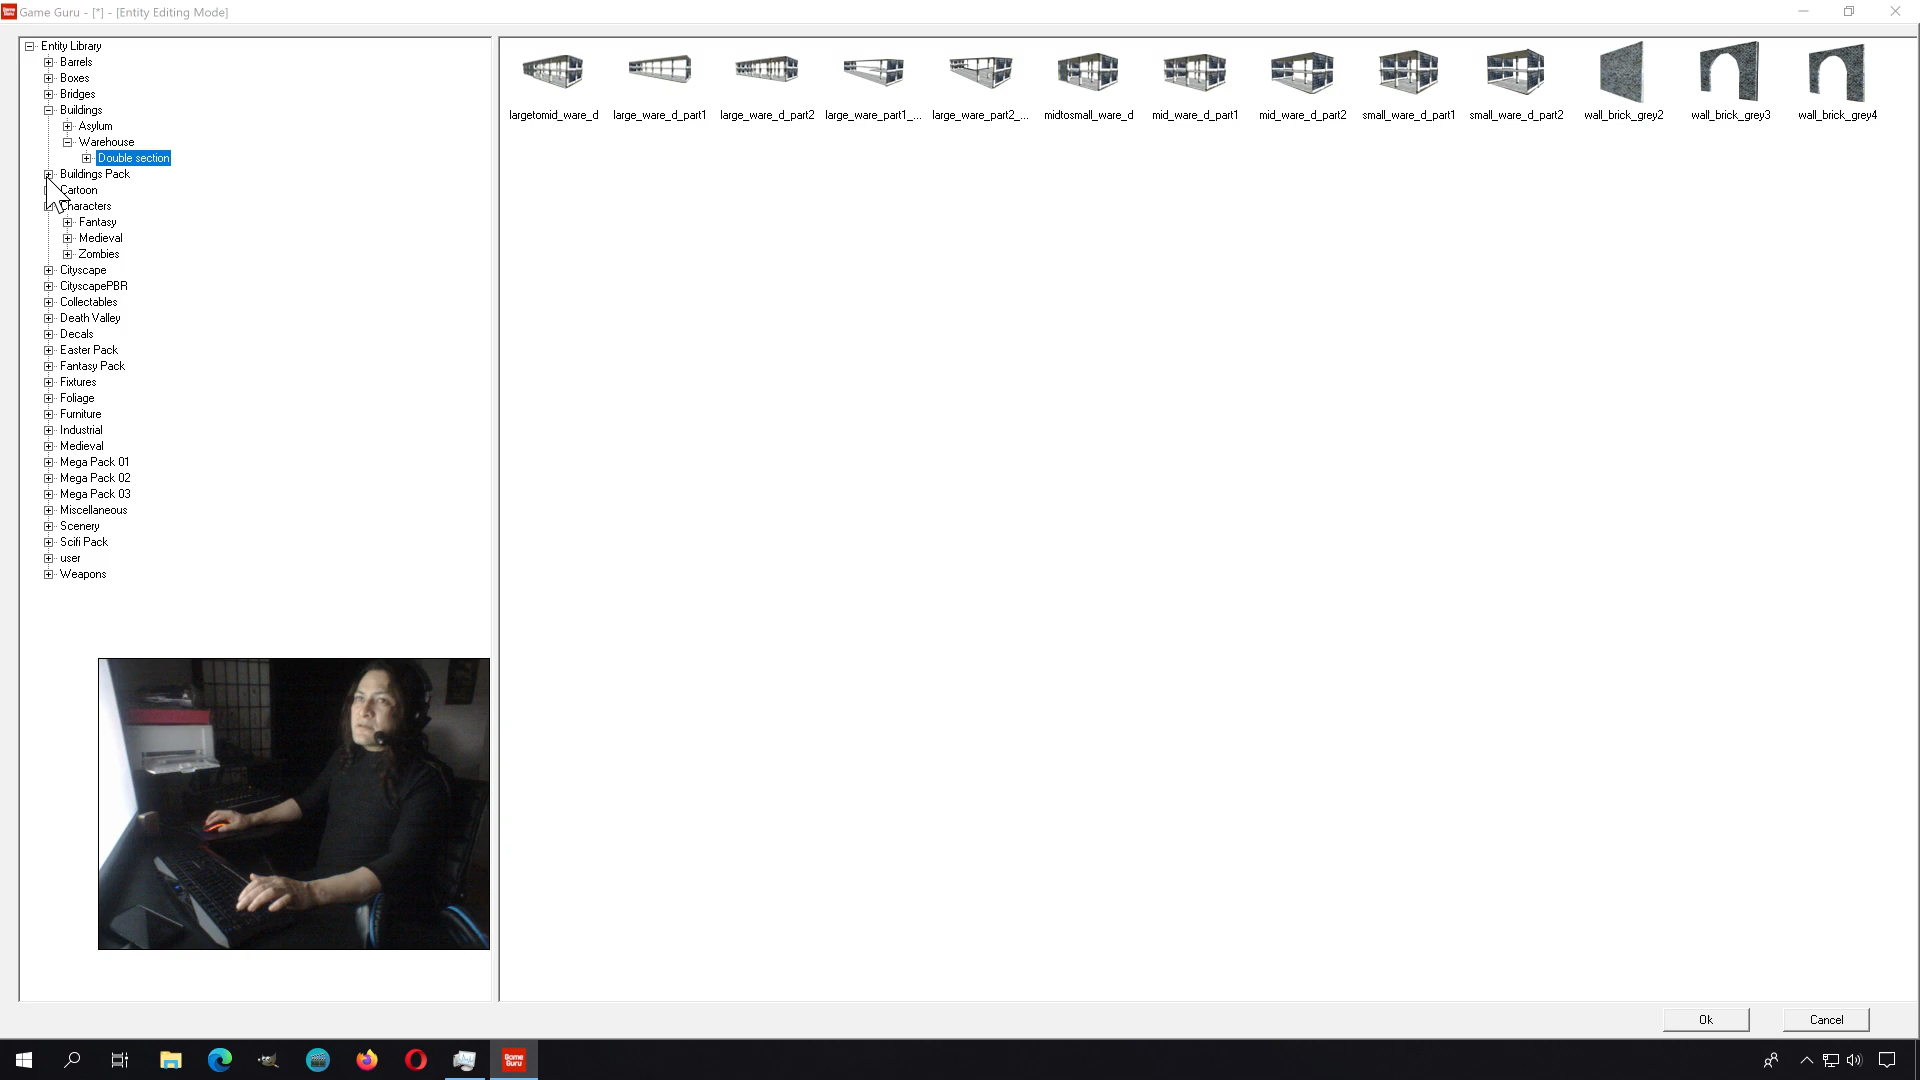 Game Guru - [*] - [Entity Editing Mode]
Entity Library
Barrels
Boxes
Bridges
Buildings
Asylum
Warehouse
Double section
Buildings Pack
Cartoon
Characters
Fantasy
Medieval
Zombies
Cityscape
CityscapePBR
Collectables
Death Valley
Decals
Easter Pack
Fantasy Pack
Fixtures
Foliage
Furniture
Industrial
Medieval
Mega Pack 01
Mega Pack 02
Mega Pack 03
Miscellaneous
Scenery
Scifi Pack
user
Weapons
largetomid_ware_d
large_ware_d_part1
large_ware_d_part2
large_ware_part1_...
large_ware_part2_...
midtosmall_ware_d
mid_ware_d_part1
mid_ware_d_part2
small_ware_d_part1
small_ware_d_part2
wall_brick_grey2
wall_brick_grey3
wall_brick_grey4
Ok
Cancel
Game
Guru